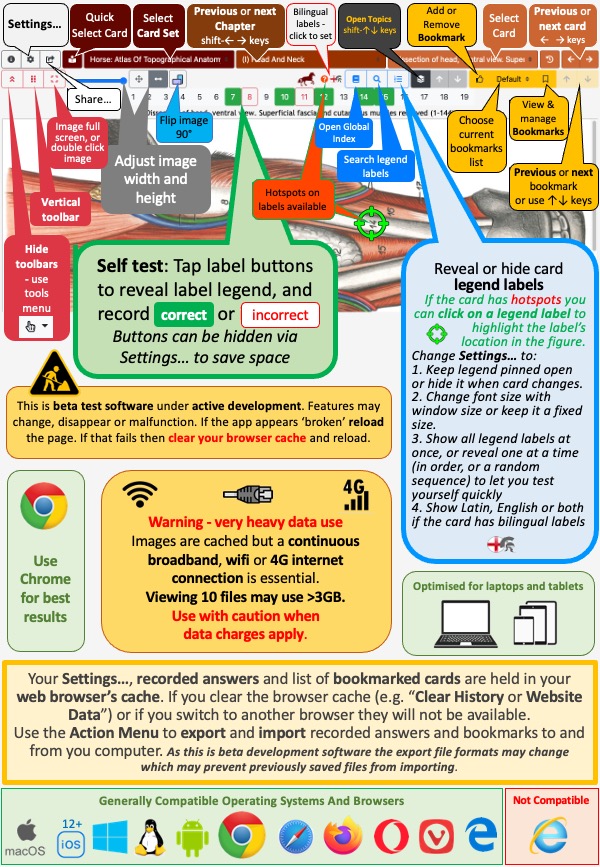 Settings...
Quick
Select Card
Select
Card Set
Previous or next
Chapter
shift-← → keys
Bilingual
labels -
click to set
Open Topics
shift-↑↓ keys
Add or
Remove
Bookmark
Select
Card
Previous or
next card
← → keys
Horse: Atlas Of Topographical Anatom
(I) Head And Neck
section of head,
ntral view. Super
Default
Share...
1 2 3 4 5 6 7 8 9 10 11 12 13 14 15 16 17 18 19
ventral view. Superficial fascia and cutaneous muscles removed (1-14
Image full
screen, or
double click
image
Flip image
90°
Adjust image
width and
height
Open Global
Index
Search legend
labels
Choose
current
bookmarks
list
View &
manage
Bookmarks
Vertical
toolbar
Hotspots on
labels available
Previous or next
bookmark
or use ↑↓ keys
Hide
toolbars
- use
tools
menu
Self test: Tap label buttons
to reveal label legend, and
record correct or incorrect
Buttons can be hidden via
Settings... to save space
Reveal or hide card
legend labels
If the card has hotspots you
can click on a legend label to
highlight the label's
location in the figure.
Change Settings... to:
1. Keep legend pinned open
or hide it when card changes.
2. Change font size with
window size or keep it a fixed
size.
3. Show all legend labels at
once, or reveal one at a time
(in order, or a random
sequence) to let you test
yourself quickly
4. Show Latin, English or both
if the card has bilingual labels
This is beta test software under active development. Features may
change, disappear or malfunction. If the app appears ‘broken’ reload
the page. If that fails then clear your browser cache and reload.
Use
Chrome
for best
results
4G
Warning - very heavy data use
Images are cached but a continuous
broadband, wifi or 4G internet
connection is essential.
Viewing 10 files may use >3GB.
Use with caution when
data charges apply.
Optimised for laptops and tablets
Your Settings..., recorded answers and list of bookmarked cards are held in your
web browser's cache. If you clear the browser cache (e.g. “Clear History or Website
Data”) or if you switch to another browser they will not be available.
Use the Action Menu to export and import recorded answers and bookmarks to and
from you computer. As this is beta development software the export file formats may change
which may prevent previously saved files from importing.
Generally Compatible Operating Systems And Browsers
Not Compatible
macOS
12+
iOS